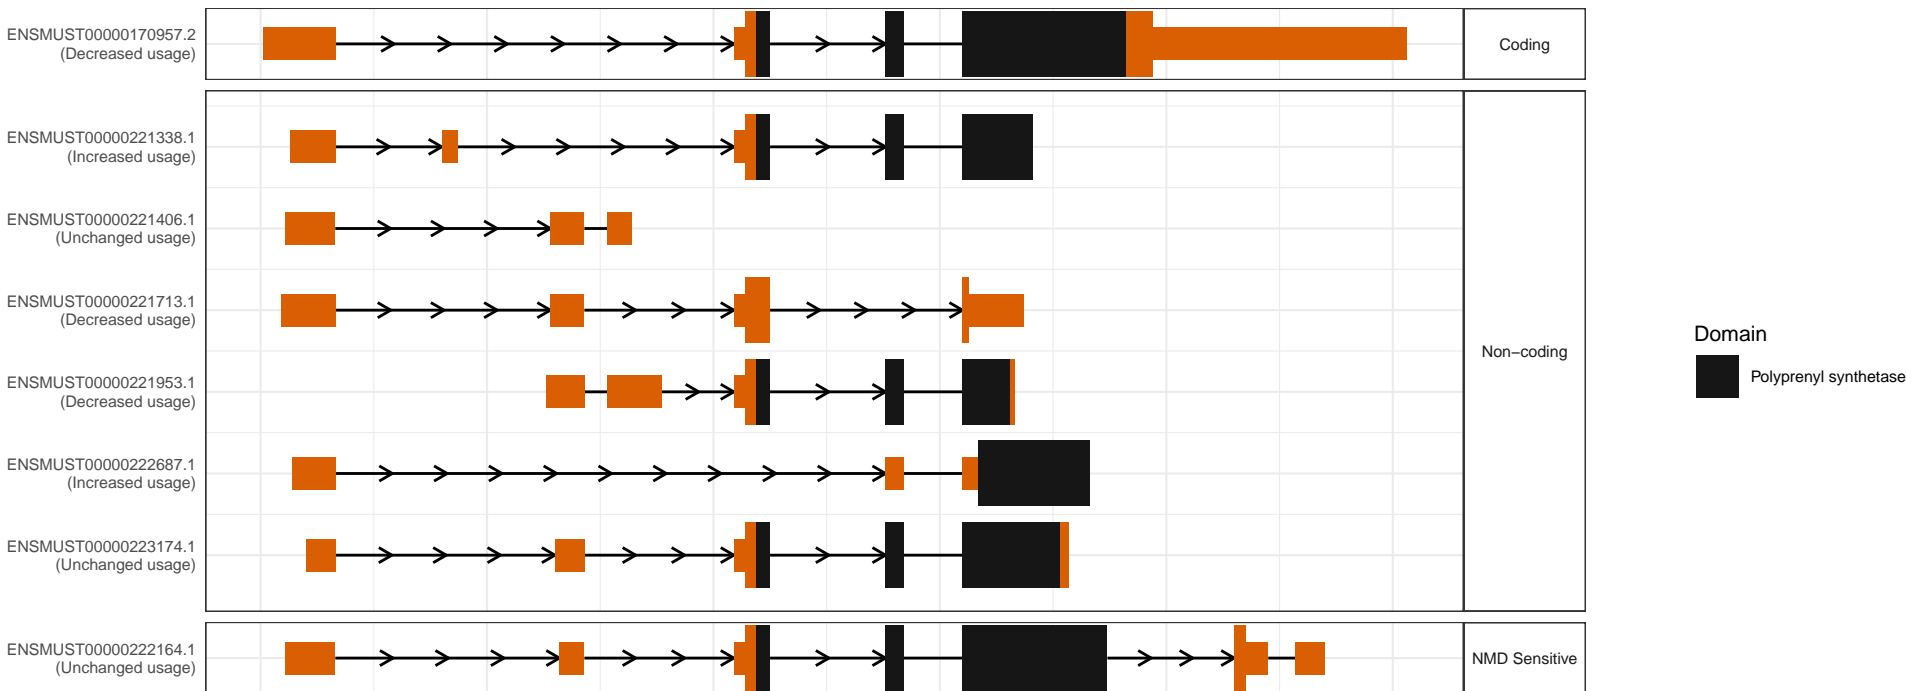 ENSMUST00000170957.2
(Decreased usage)
Coding
ENSMUST00000221338.1
(Increased usage)
ENSMUST00000221406.1
(Unchanged usage)
ENSMUST00000221713.1
(Decreased usage)
ENSMUST00000221953.1
(Decreased usage)
ENSMUST00000222687.1
(Increased usage)
ENSMUST00000223174.1
(Unchanged usage)
Non−coding
ENSMUST00000222164.1
(Unchanged usage)
NMD Sensitive
Domain
Polyprenyl synthetase